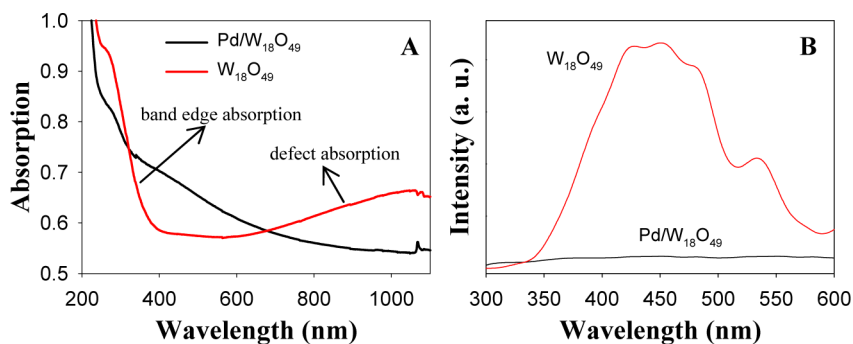 A
Pd/W₁₈O₄₉
W₁₈O₄₉
band edge absorption
defect absorption
Absorption
1.0
0.9
0.8
0.7
0.6
0.5
200
400
600
800
1000
Wavelength (nm)
B
W₁₈O₄₉
Pd/W₁₈O₄₉
Intensity (a. u.)
300
350
400
450
500
550
600
Wavelength (nm)